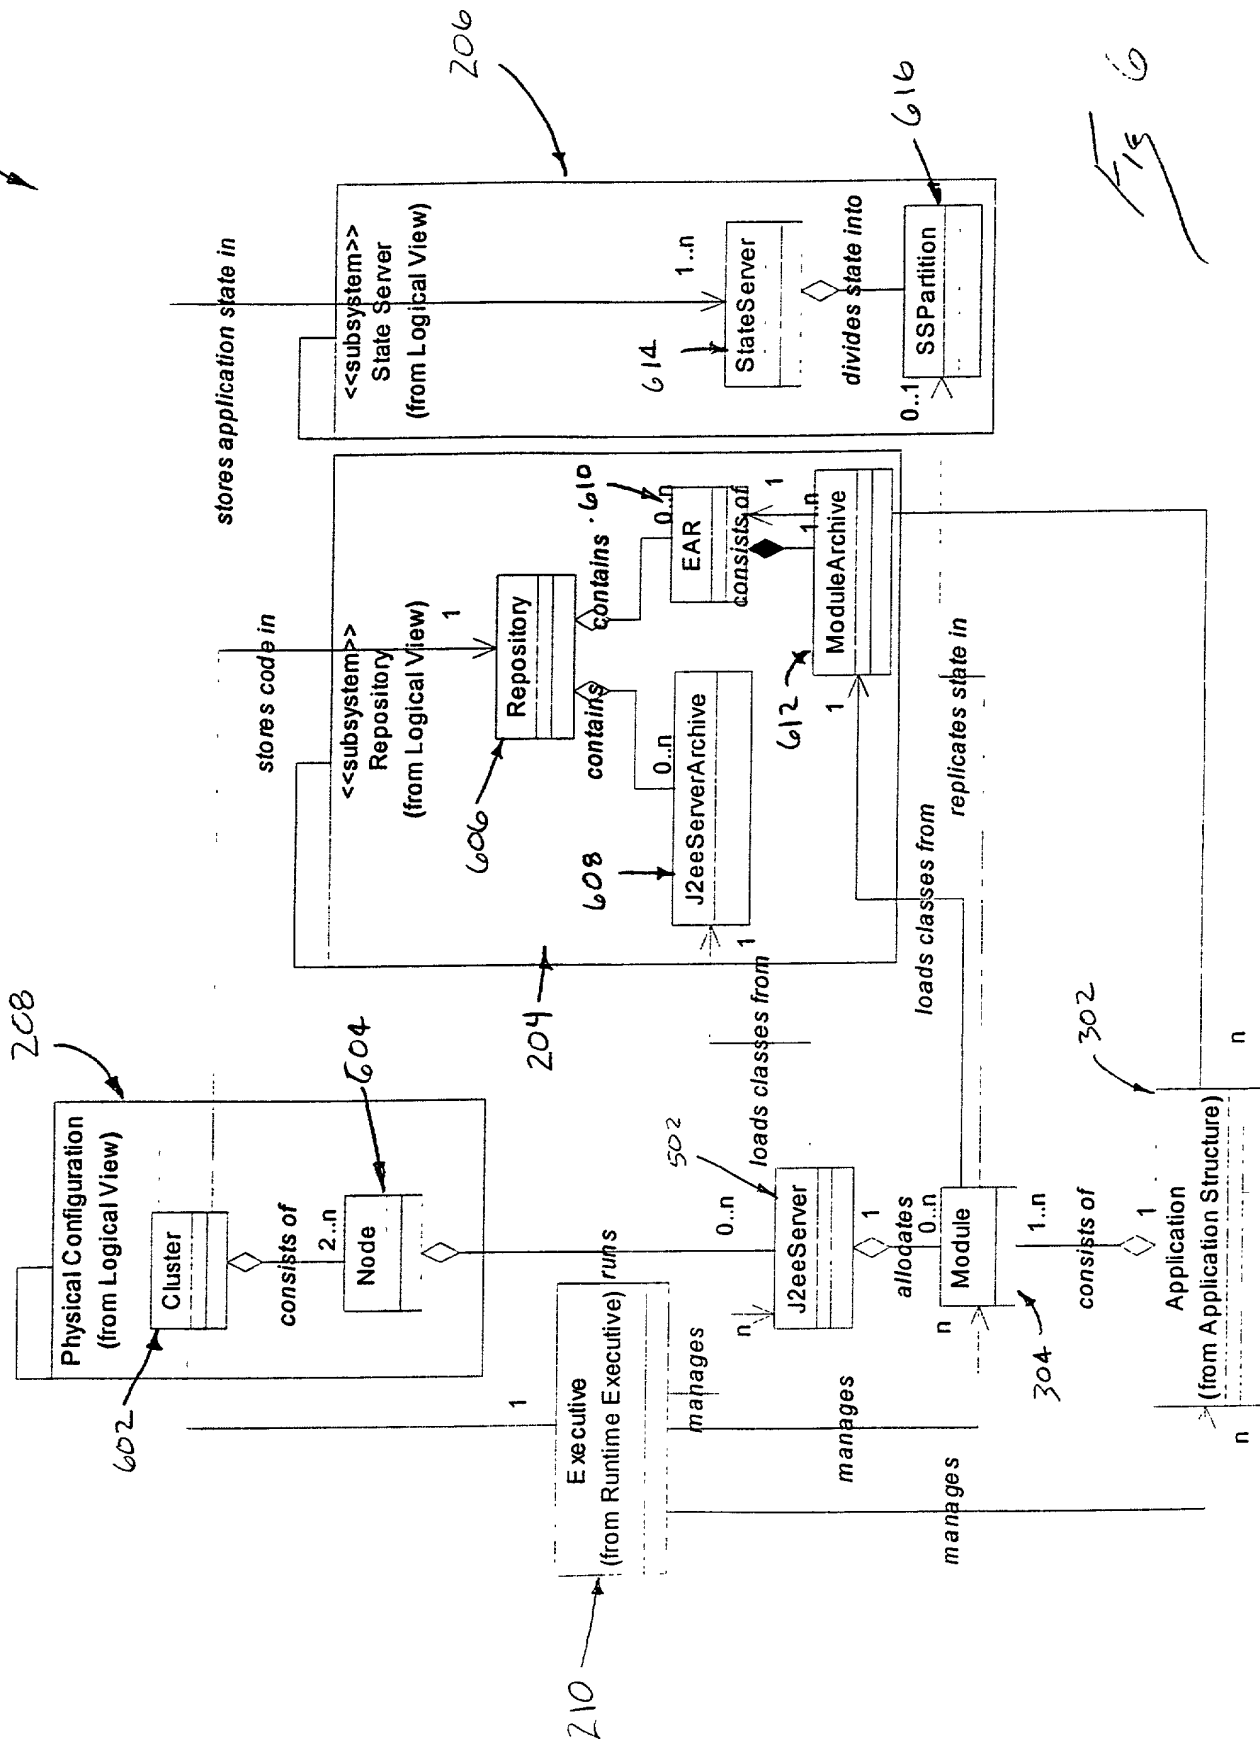 208
Physical Configuration
(from Logical View)
Cluster
602
consists of
2..n
Node
604
1
Executive
(from Runtime Executive)
210
runs
manages
manages
manages
n
0..n
J2eeServer
502
1
allocates
0..n
n
Module
304
1..n
consists of
1
Application
(from Application Structure)
302
n
n
stores code in
<<subsystem>>
Repository
(from Logical View)
1
Repository
606
contains
contains
0..n
610
0..n
EAR
J2eeServerArchive
608
1
204
consists of
1
1..n
ModuleArchive
612
1
loads classes from
loads classes from
replicates state in
stores application state in
206
<<subsystem>>
State Server
(from Logical View)
1..n
StateServer
614
divides state into
SSPartition
616
0..1
Fig 6